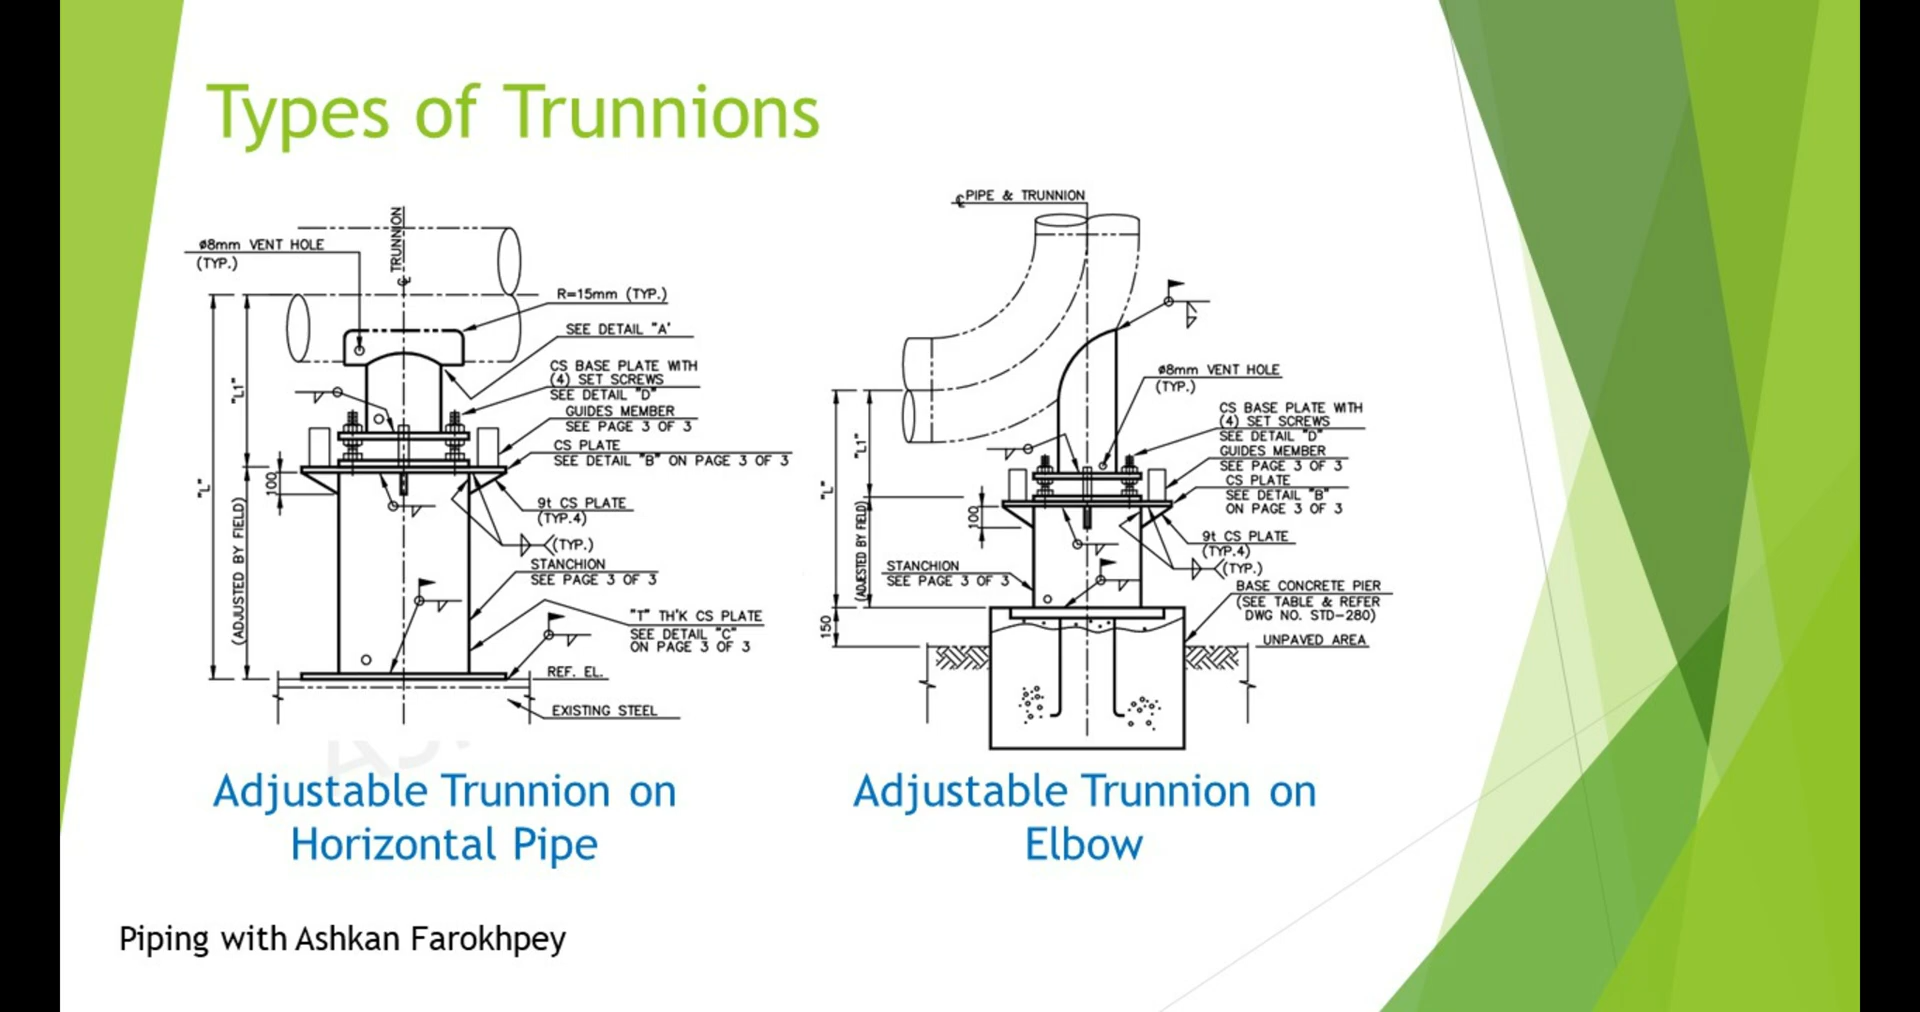 Types of Trunnions
ø8mm VENT HOLE
(TYP.)
TRUNNION
R=15mm (TYP.)
SEE DETAIL "A'
CS BASE PLATE WITH
(4) SET SCREWS
SEE DETAIL "D"
GUIDES MEMBER
SEE PAGE 3 OF 3
CS PLATE
SEE DETAIL "B" ON PAGE 3 OF 3
"L1"
"L"
100
(ADJUSTED BY FIELD)
9t CS PLATE
(TYP.4)
(TYP.)
STANCHION
SEE PAGE 3 OF 3
"T" TH'K CS PLATE
SEE DETAIL "C"
ON PAGE 3 OF 3
REF. EL.
EXISTING STEEL
Adjustable Trunnion on
Horizontal Pipe
℄ PIPE & TRUNNION
ø8mm VENT HOLE
(TYP.)
CS BASE PLATE WITH
(4) SET SCREWS
SEE DETAIL "D"
GUIDES MEMBER
SEE PAGE 3 OF 3
CS PLATE
SEE DETAIL "B"
ON PAGE 3 OF 3
"L1"
"L"
100
(ADJESTED BY FIELD)
9t CS PLATE
(TYP.4)
(TYP.)
STANCHION
SEE PAGE 3 OF 3
BASE CONCRETE PIER
(SEE TABLE & REFER
DWG NO. STD-280)
150
UNPAVED AREA
Adjustable Trunnion on
Elbow
Piping with Ashkan Farokhpey